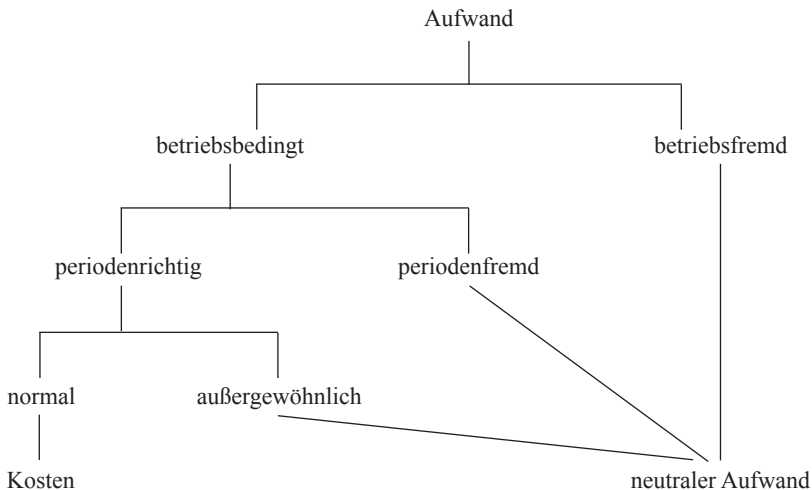 Aufwand
betriebsbedingt betriebsfremd
periodenrichtig periodenfremd
normal außergewöhnlich
Kosten neutraler Aufwand